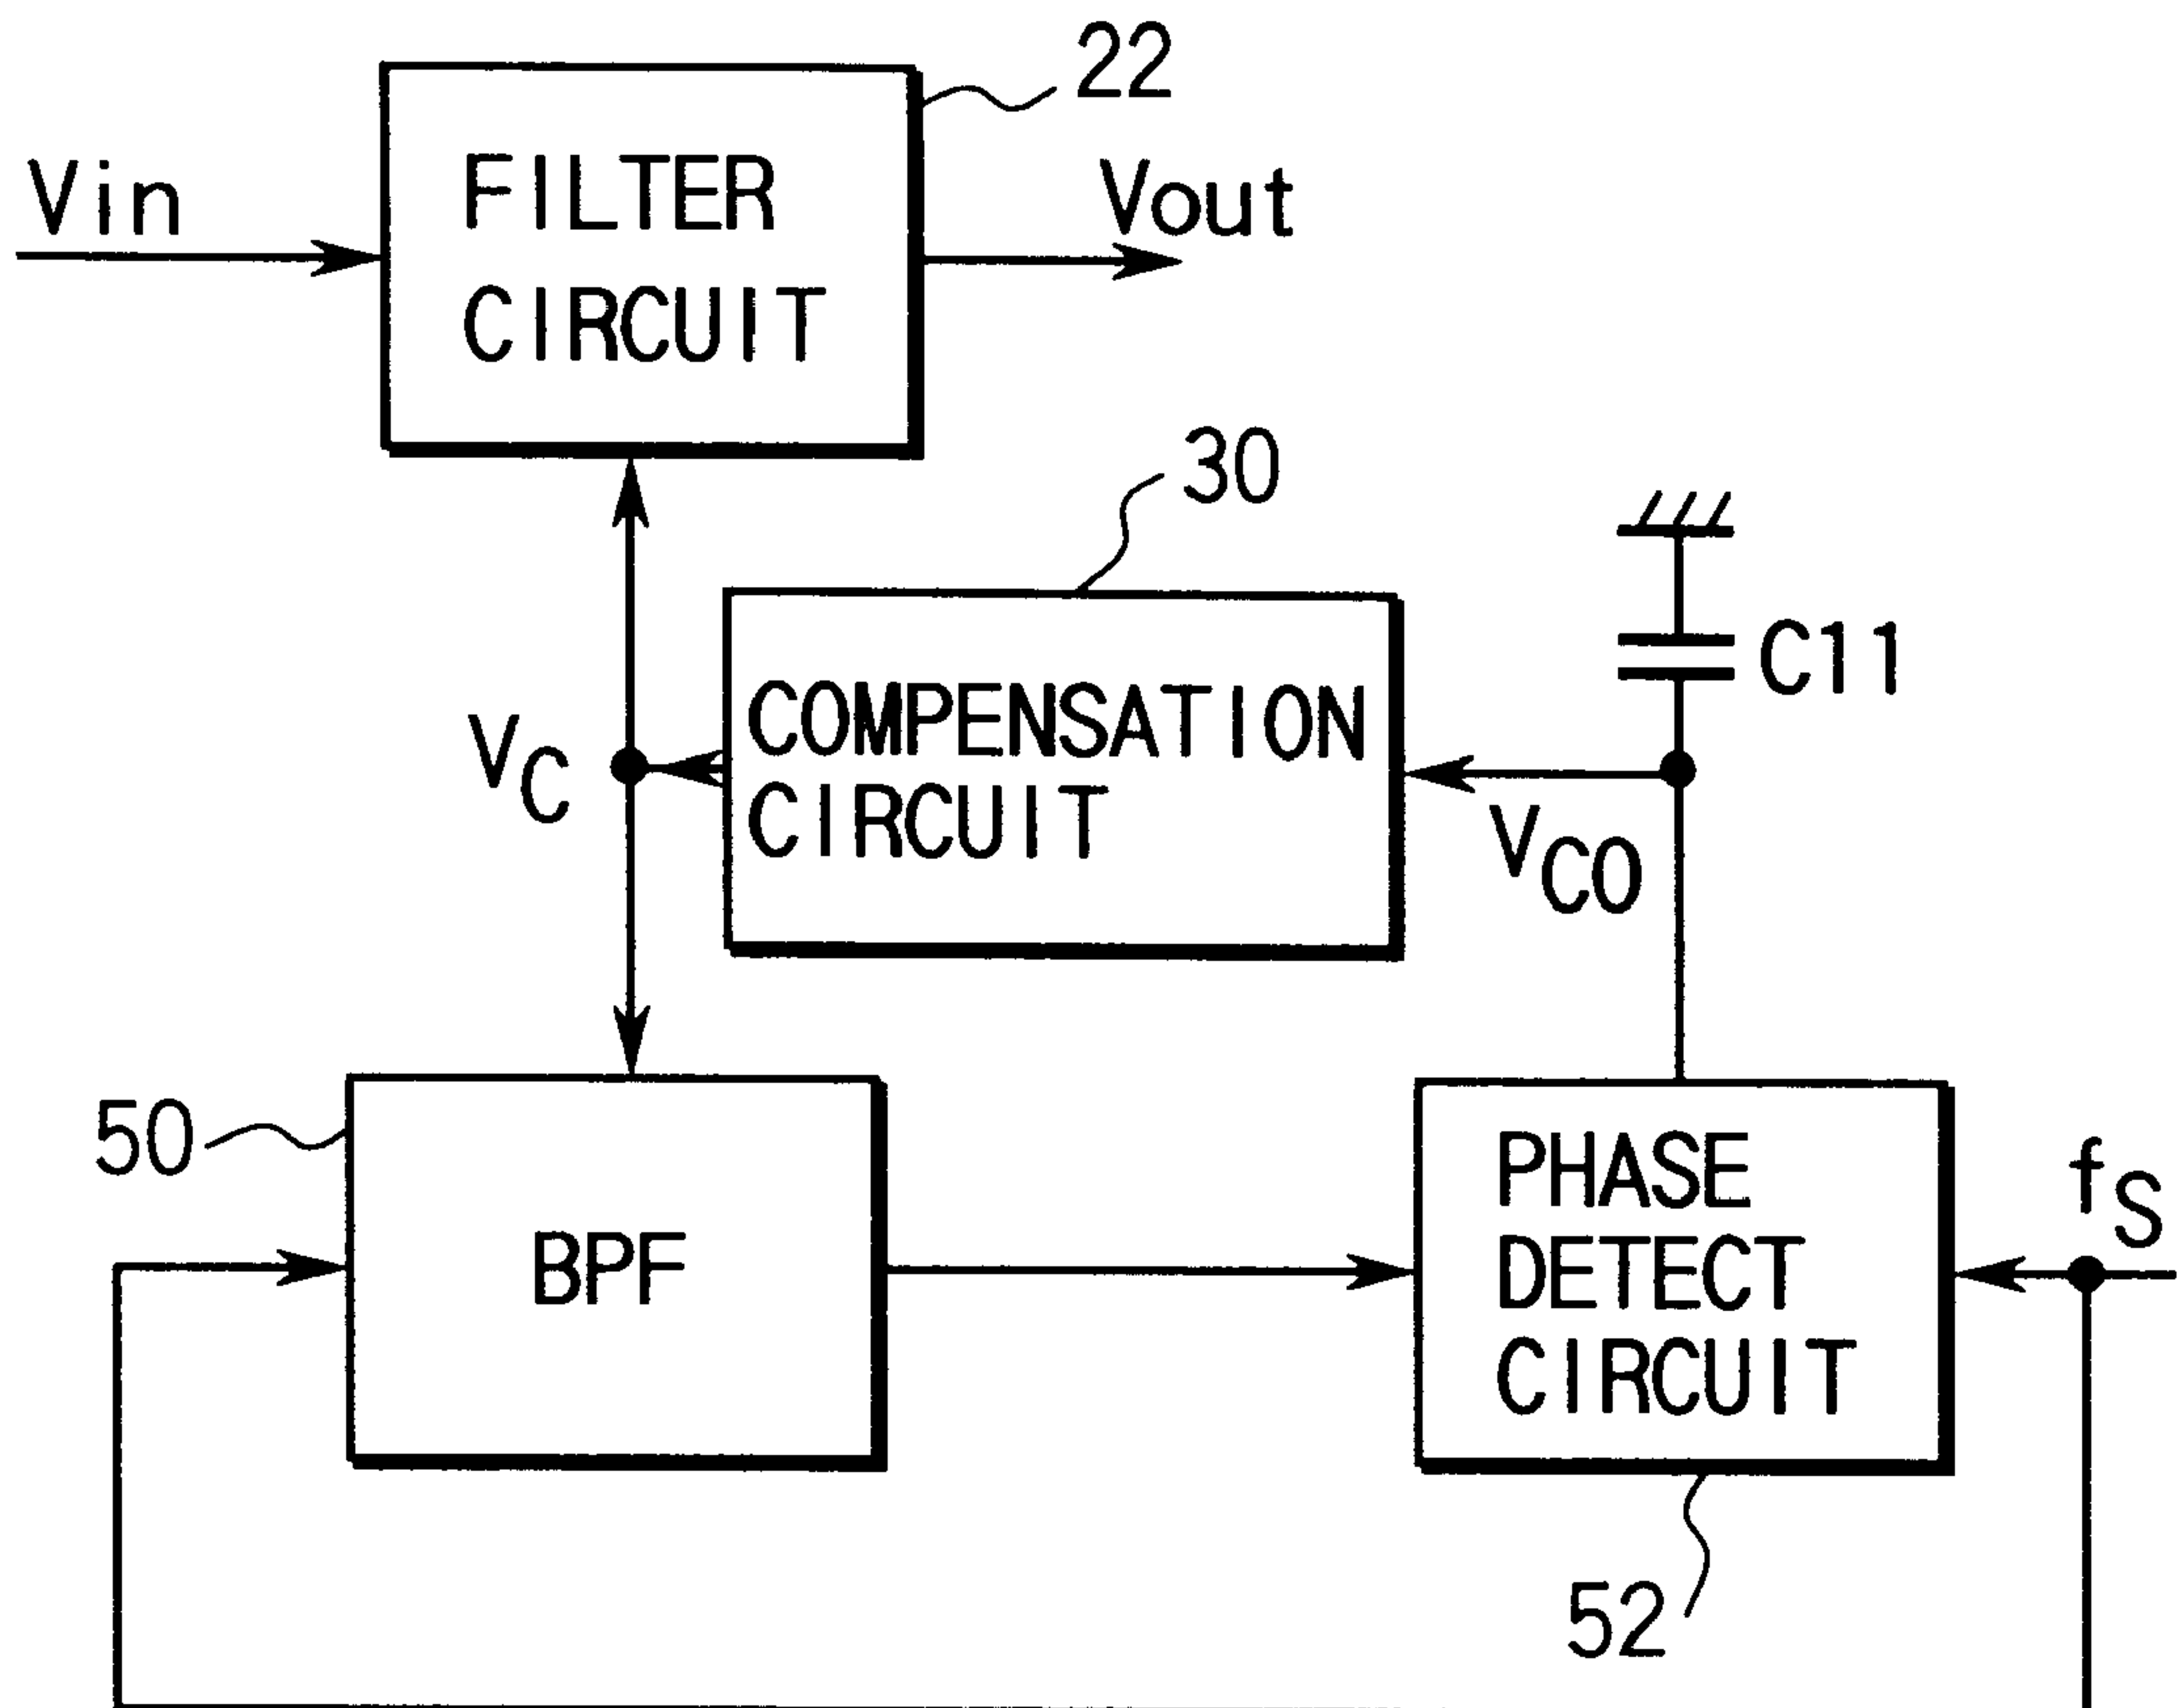 22
Vin
FILTER
CIRCUIT
Vout
30
C11
COMPENSATION
CIRCUIT
VC
VCO
50
BPF
PHASE
DETECT
CIRCUIT
fS
52